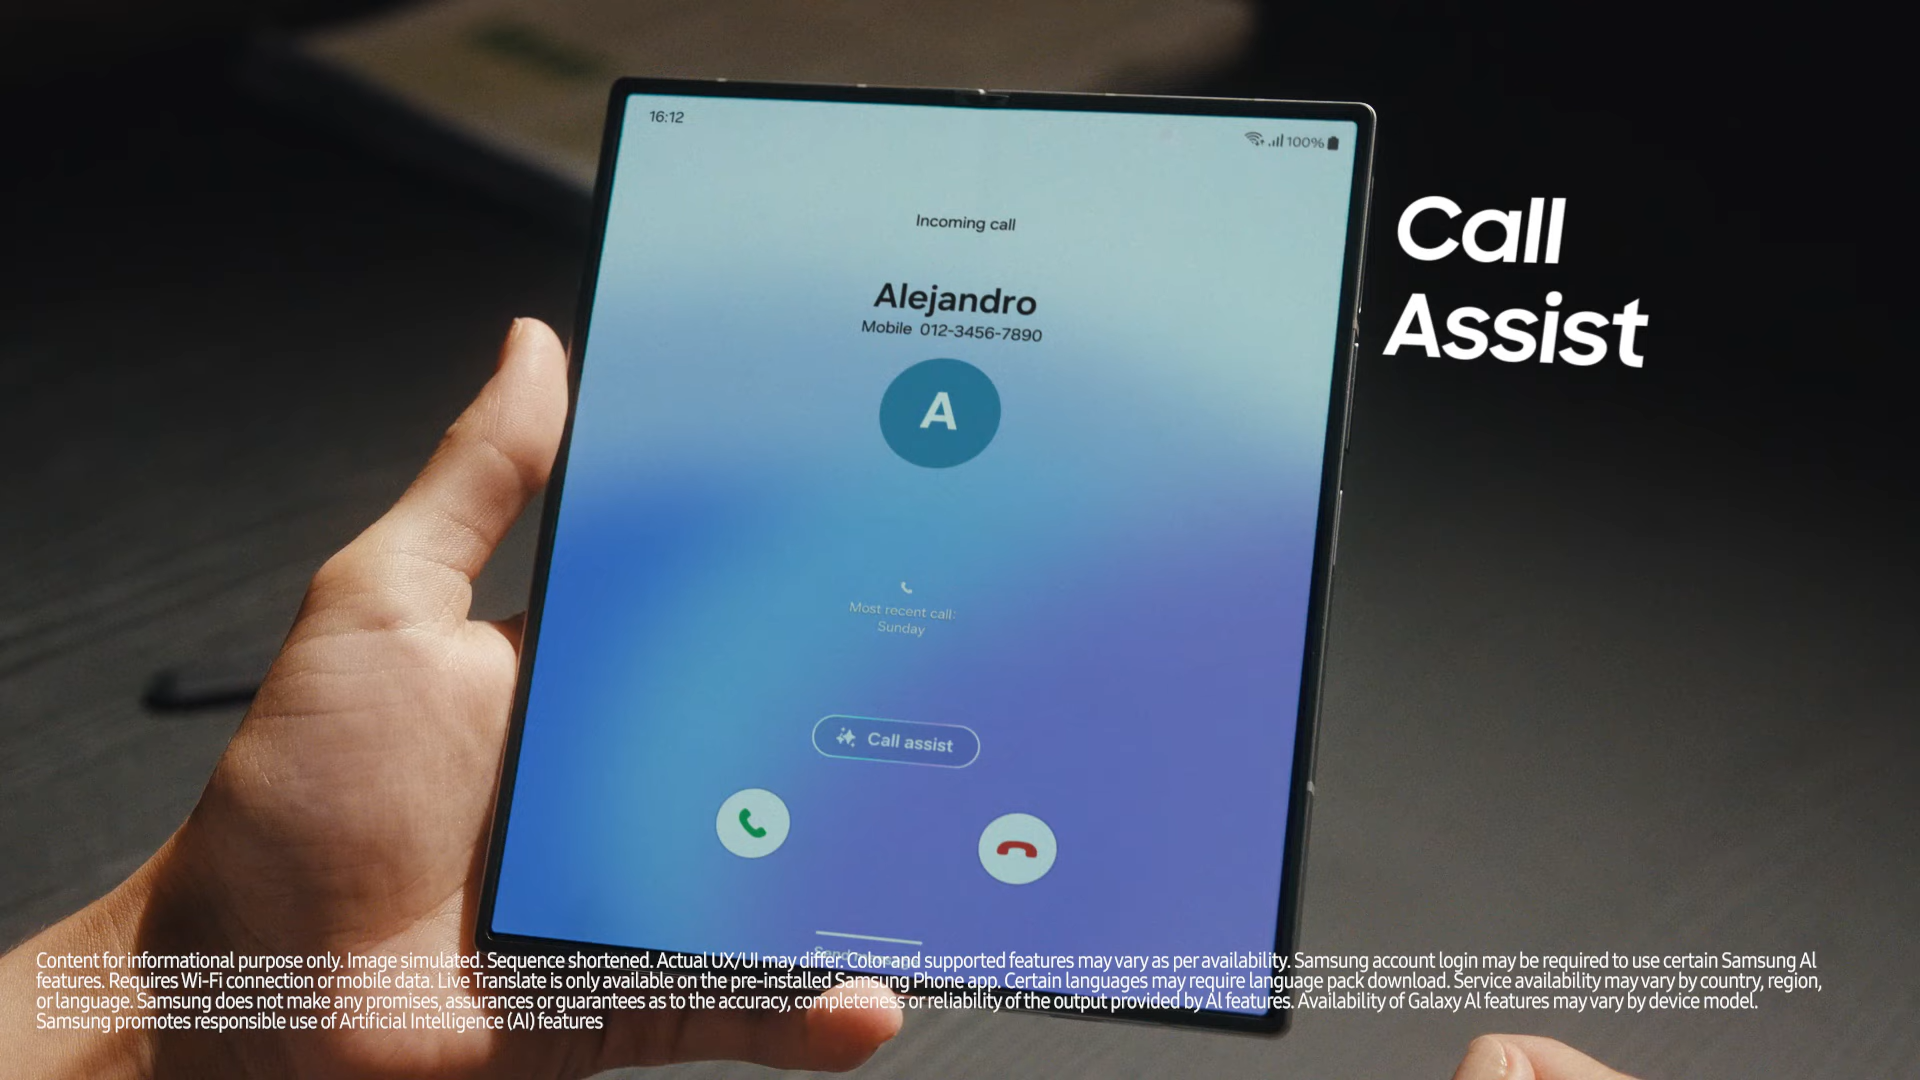 16:12
100%
Incoming call
Alejandro
Mobile 012-3456-7890
A
Most recent call:
Sunday
Call assist
Call
Assist
Content for informational purpose only. Image simulated. Sequence shortened. Actual UX/UI may differ. Color and supported features may vary as per availability. Samsung account login may be required to use certain Samsung AI
features. Requires Wi-Fi connection or mobile data. Live Translate is only available on the pre-installed Samsung Phone app. Certain languages may require language pack download. Service availability may vary by country, region,
or language. Samsung does not make any promises, assurances or guarantees as to the accuracy, completeness or reliability of the output provided by AI features. Availability of Galaxy AI features may vary by device model.
Samsung promotes responsible use of Artificial Intelligence (AI) features